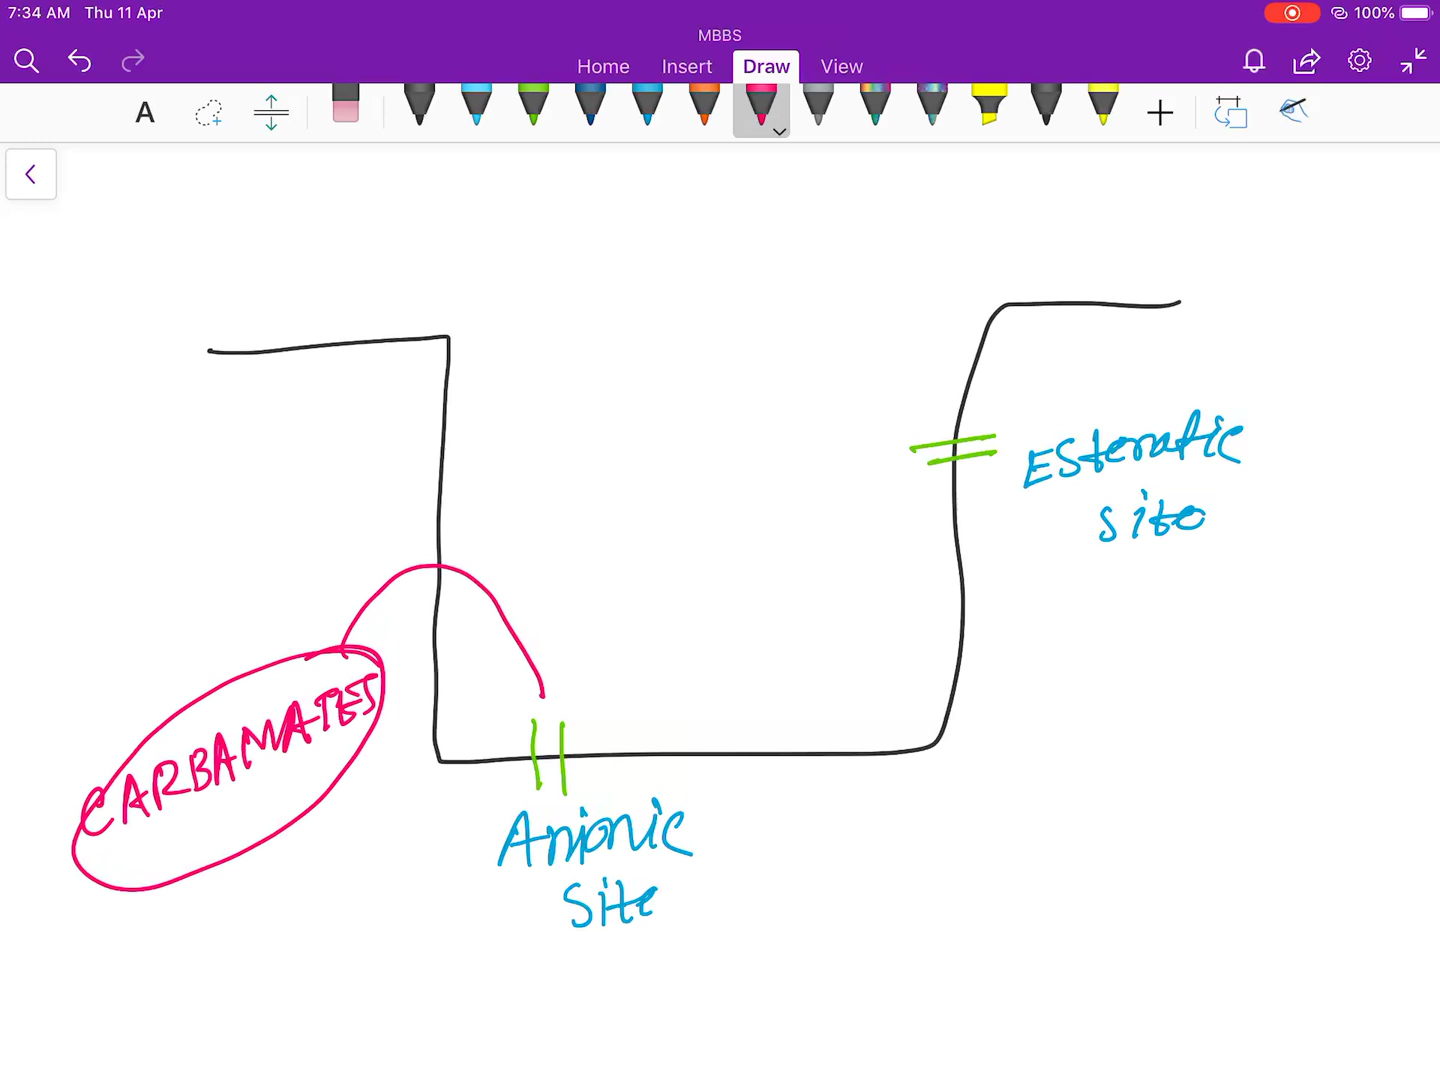 7:34 AM Thu 11 Apr
100%
MBBS
Home Insert Draw View
A
Esteratic
site
CARBAMATES
Anionic
Site